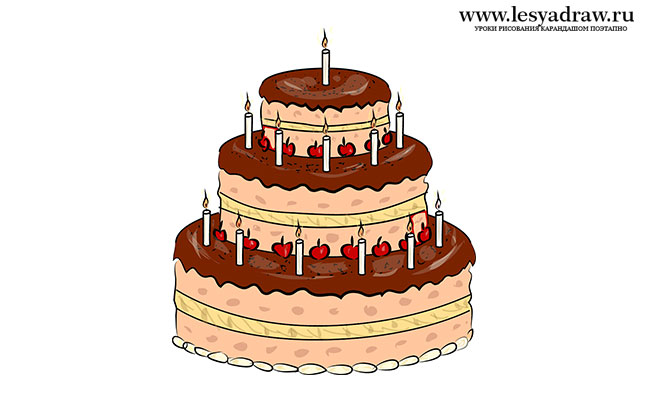 www.lesyadraw.ru
УРОКИ РИСОВАНИЯ КАРАНДАШОМ ПОЭТАПНО